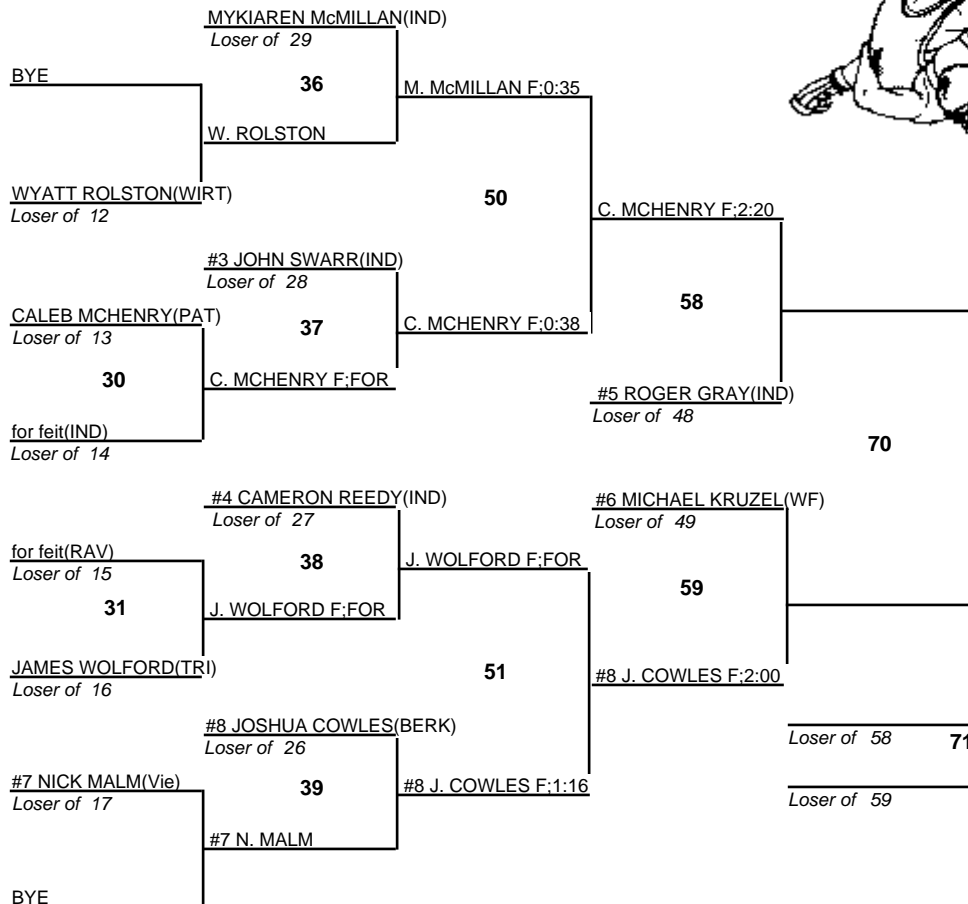 MYKIAREN McMILLAN(IND)
Loser of 29
BYE
36
M. McMILLAN F;0:35
W. ROLSTON
WYATT ROLSTON(WIRT)
Loser of 12
50
C. MCHENRY F;2:20
#3 JOHN SWARR(IND)
Loser of 28
58
CALEB MCHENRY(PAT)
Loser of 13
37
C. MCHENRY F;0:38
30
C. MCHENRY F;FOR
#5 ROGER GRAY(IND)
Loser of 48
for feit(IND)
Loser of 14
70
#4 CAMERON REEDY(IND)
Loser of 27
#6 MICHAEL KRUZEL(WF)
Loser of 49
for feit(RAV)
Loser of 15
38
J. WOLFORD F;FOR
59
31
J. WOLFORD F;FOR
JAMES WOLFORD(TRI)
Loser of 16
51
#8 J. COWLES F;2:00
#8 JOSHUA COWLES(BERK)
Loser of 26
Loser of 58
71
#7 NICK MALM(Vie)
Loser of 17
39
#8 J. COWLES F;1:16
Loser of 59
#7 N. MALM
BYE